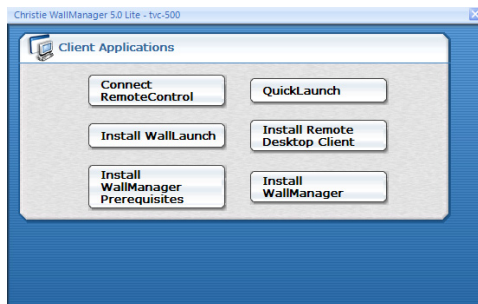 Christie WallManager 5.0 Lite - tvc-500
Client Applications
Connect
RemoteControl
QuickLaunch
Install WallLaunch
Install Remote
Desktop Client
Install
WallManager
Prerequisites
Install
WallManager